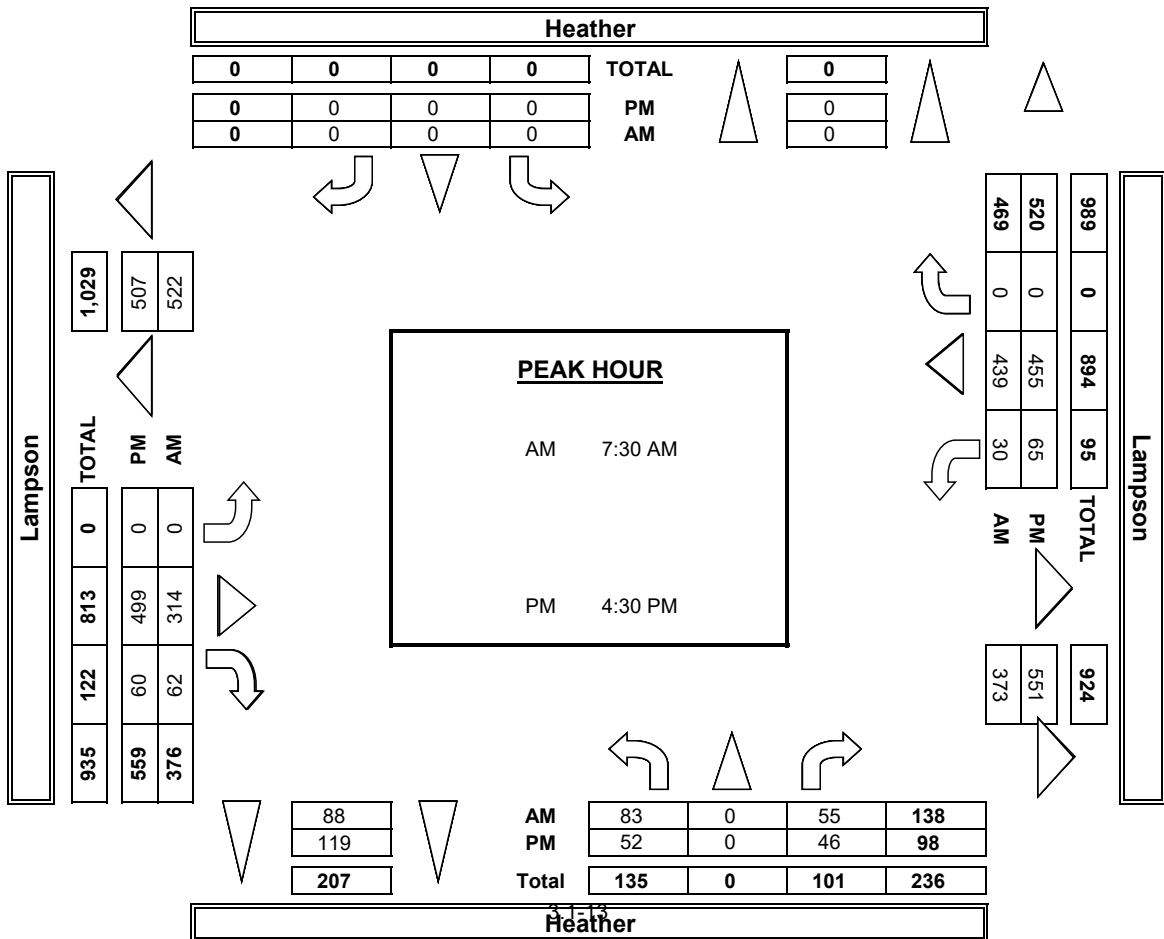 Heather
0 0 0 0 TOTAL 0
0 0 0 0 PM 0
0 0 0 0 AM 0
Lampson
1,029
507
522
TOTAL PM AM
0 0 0
813 499 314
122 60 62
935 559 376
PEAK HOUR
AM 7:30 AM
PM 4:30 PM
469 520 989
0 0 0
439 455 894
30 65 95
AM PM TOTAL
373 551 924
Lampson
88 AM 83 0 55 138
119 PM 52 0 46 98
207 Total 135 0 101 236
3.1-13
Heather